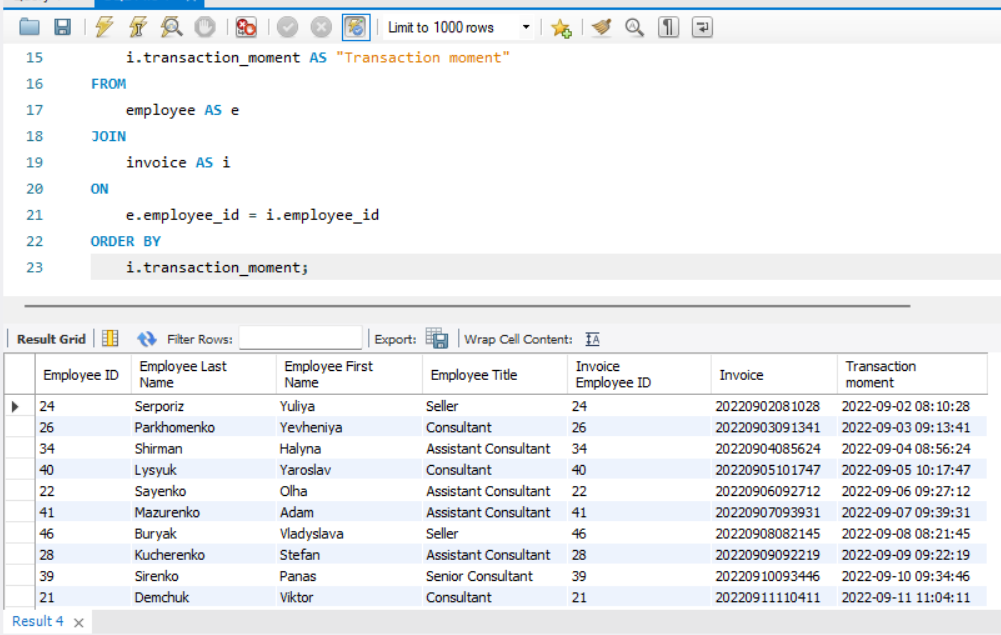 Limit to 1000 rows
15 i.transaction_moment AS "Transaction moment"
16 FROM
17 employee AS e
18 JOIN
19 invoice AS i
20 ON
21 e.employee_id = i.employee_id
22 ORDER BY
23 i.transaction_moment;
Result Grid Filter Rows: Export: Wrap Cell Content:
Employee ID Employee Last Name Employee First Name Employee Title Invoice Employee ID Invoice Transaction moment
24 Serporiz Yuliya Seller 24 20220902081028 2022-09-02 08:10:28
26 Parkhomenko Yevheniya Consultant 26 20220903091341 2022-09-03 09:13:41
34 Shirman Halyna Assistant Consultant 34 20220904085624 2022-09-04 08:56:24
40 Lysyuk Yaroslav Consultant 40 20220905101747 2022-09-05 10:17:47
22 Sayenko Olha Assistant Consultant 22 20220906092712 2022-09-06 09:27:12
41 Mazurenko Adam Assistant Consultant 41 20220907093931 2022-09-07 09:39:31
46 Buryak Vladyslava Seller 46 20220908082145 2022-09-08 08:21:45
28 Kucherenko Stefan Assistant Consultant 28 20220909092219 2022-09-09 09:22:19
39 Sirenko Panas Senior Consultant 39 20220910093446 2022-09-10 09:34:46
21 Demchuk Viktor Consultant 21 20220911110411 2022-09-11 11:04:11
Result 4